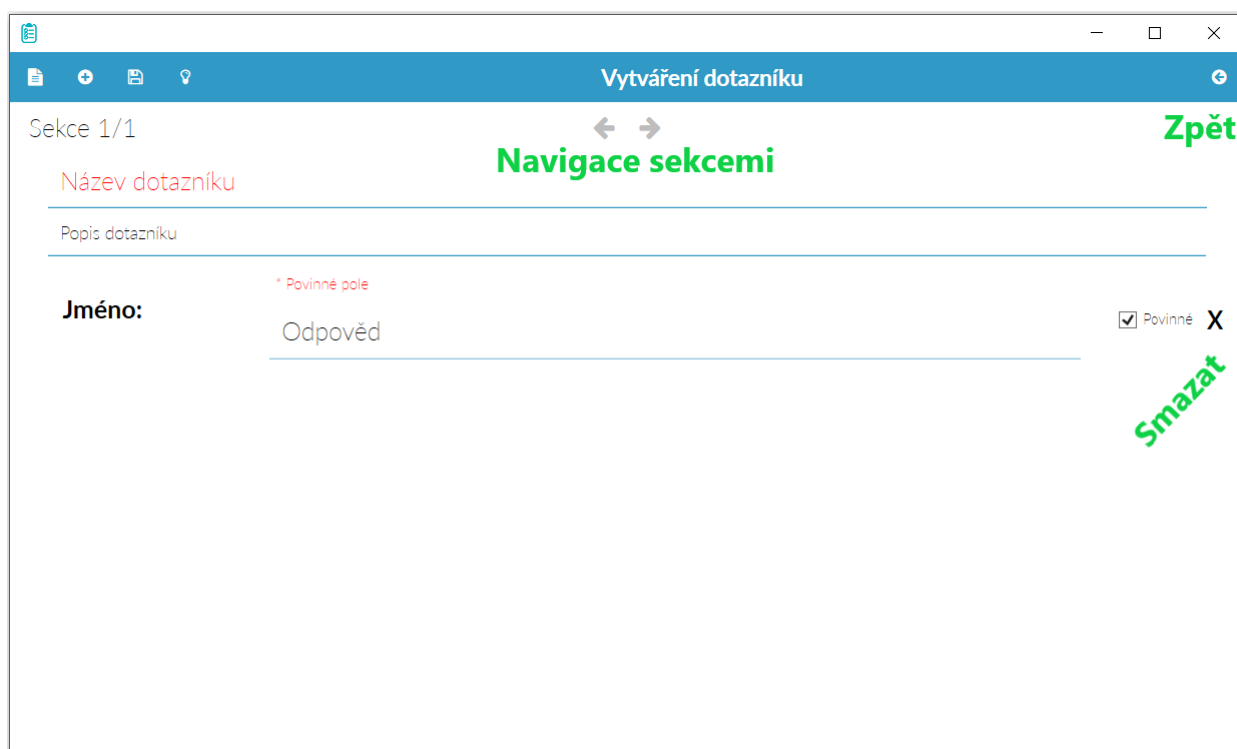 Vytváření dotazníku
Sekce 1/1
Zpět
Navigace sekcemi
Název dotazníku
Popis dotazníku
* Povinné pole
Jméno:
Odpověd
Povinné X
Smazat